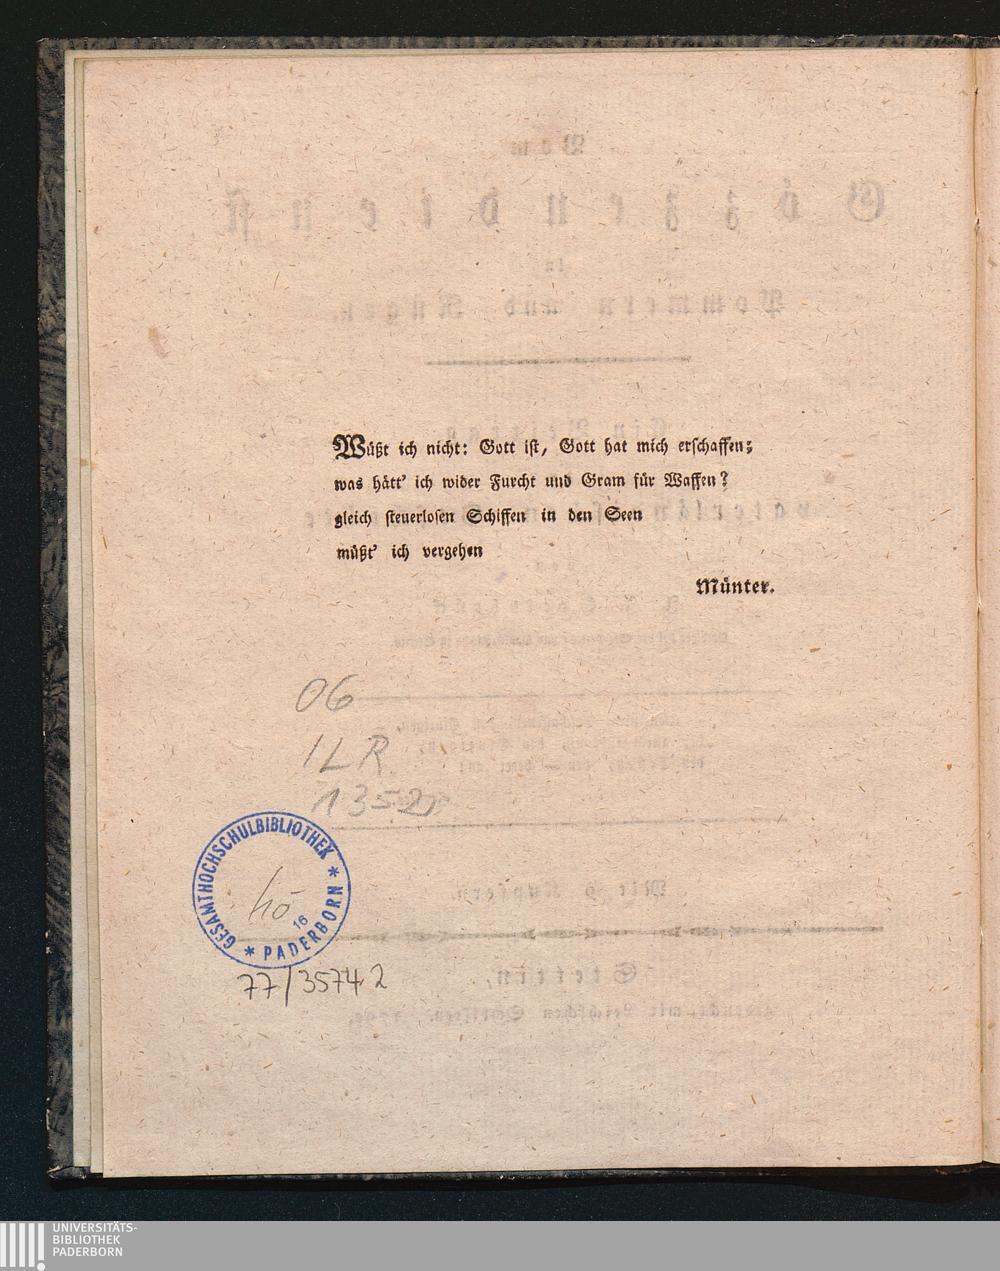 Wüßt ich nicht: Gott ist, Gott hat mich erschaffen;
was hätt' ich wider Furcht und Gram für Waffen?
gleich steuerlosen Schiffen in den Seen
müßt' ich vergehen
Münter.
06
ILR
1352
GESAMTHOCHSCHULBIBLIOTHEK
* PADERBORN *
16
77/35742
UNIVERSITÄTS-
BIBLIOTHEK
PADERBORN